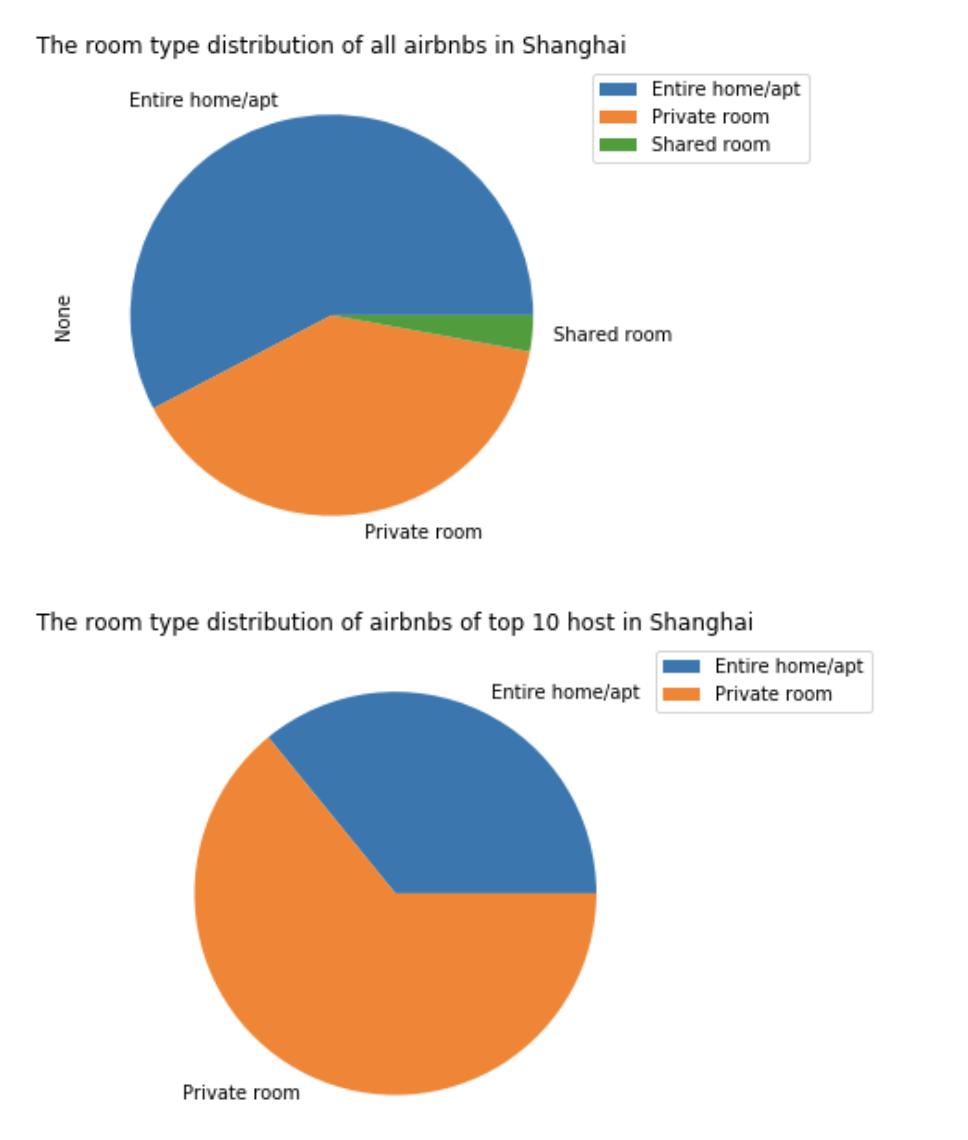 The room type distribution of all airbnbs in Shanghai
Entire home/apt
Private room
Shared room
Entire home/apt
None
Shared room
Private room
The room type distribution of airbnbs of top 10 host in Shanghai
Entire home/apt
Private room
Entire home/apt
Private room